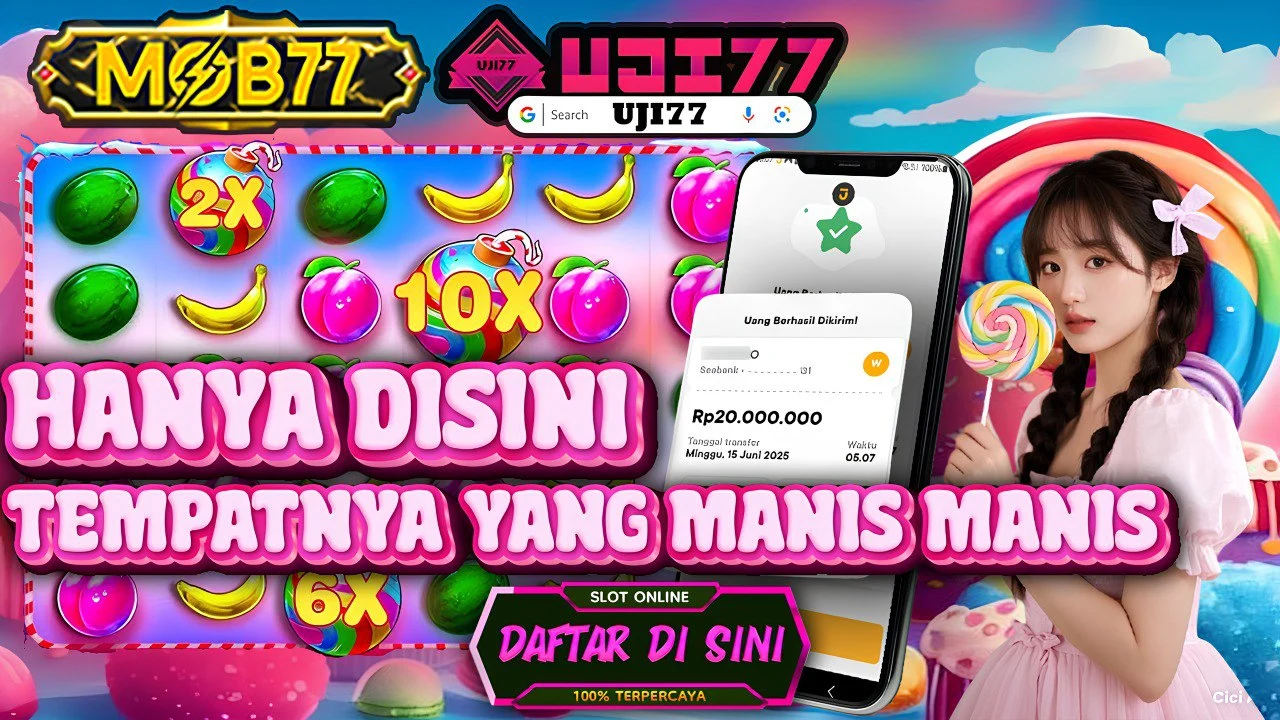 MOB77
UJI77
UJI77
Search UJI77
2X
10X
100%
Uang Berhasil Dikirim!
O
Seabank
Rp20.000.000
Tanggal transfer
Waktu
Minggu, 15 Juni 2025
05.07
HANYA DISINI
TEMPATNYA YANG MANIS MANIS
6X
SLOT ONLINE
DAFTAR DI SINI
100% TERPERCAYA
Cici